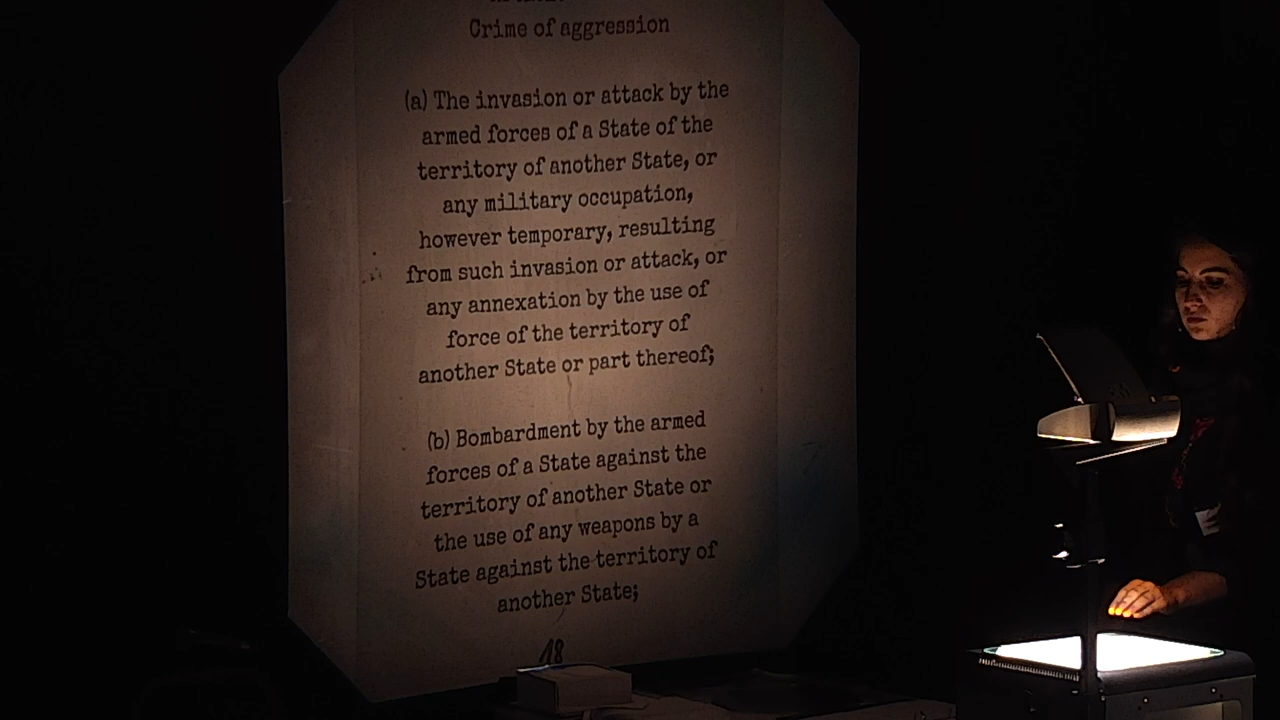 Crime of aggression
(a) The invasion or attack by the
armed forces of a State of the
territory of another State, or
any military occupation,
however temporary, resulting
from such invasion or attack, or
any annexation by the use of
force of the territory of
another State or part thereof;
(b) Bombardment by the armed
forces of a State against the
territory of another State or
the use of any weapons by a
State against the territory of
another State;
18